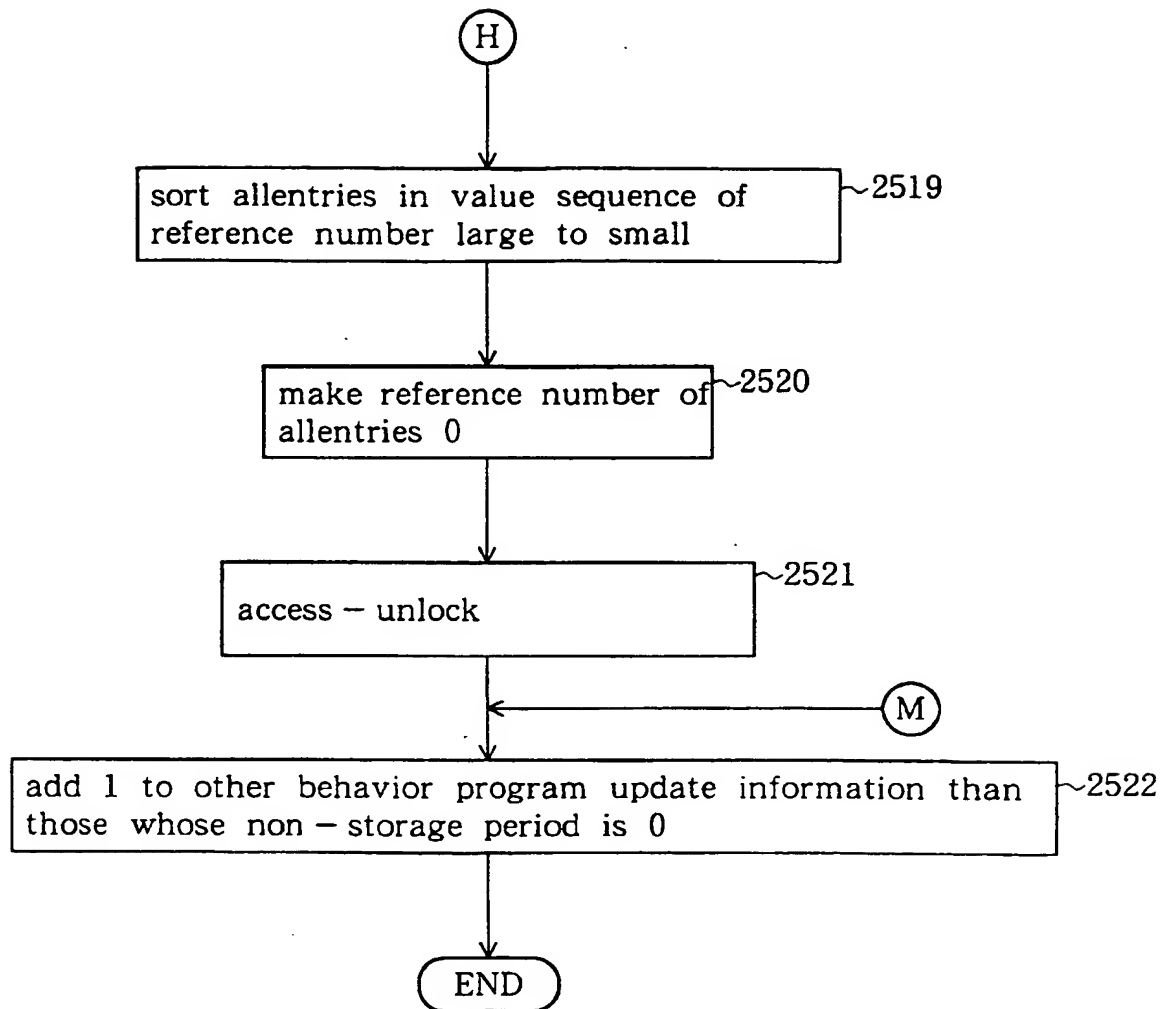 H
sort allentries in value sequence of
reference number large to small
2519
make reference number of
allentries 0
2520
access - unlock
2521
M
add 1 to other behavior program update information than
those whose non - storage period is 0
2522
END